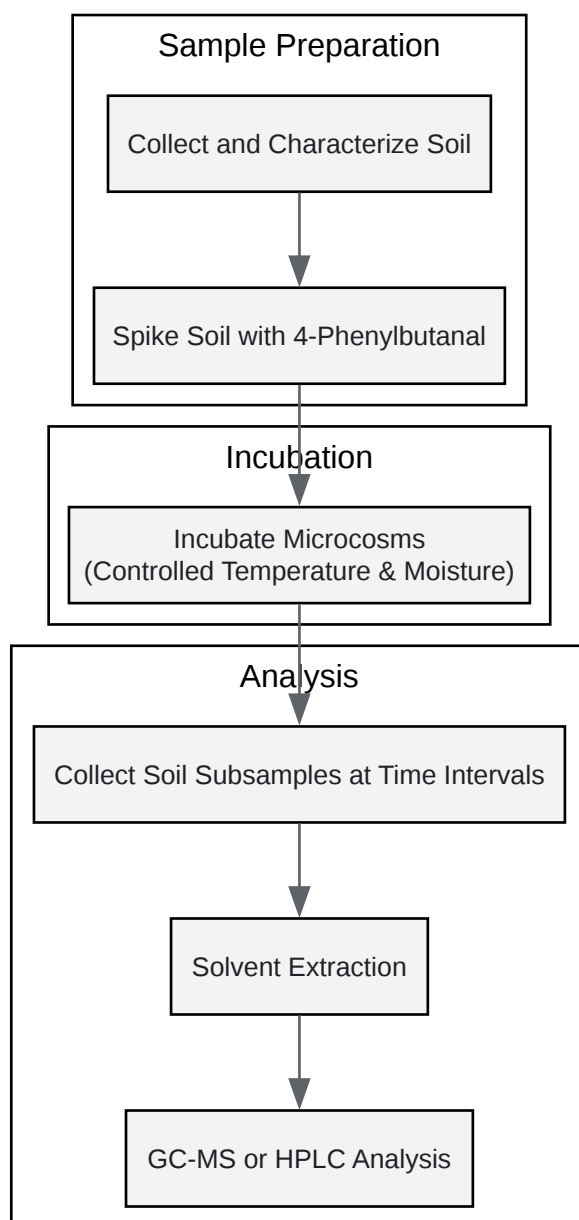 Sample Preparation
Collect and Characterize Soil
Spike Soil with 4-Phenylbutanal
Incubation
Incubate Microcosms
(Controlled Temperature & Moisture)
Analysis
Collect Soil Subsamples at Time Intervals
Solvent Extraction
GC-MS or HPLC Analysis